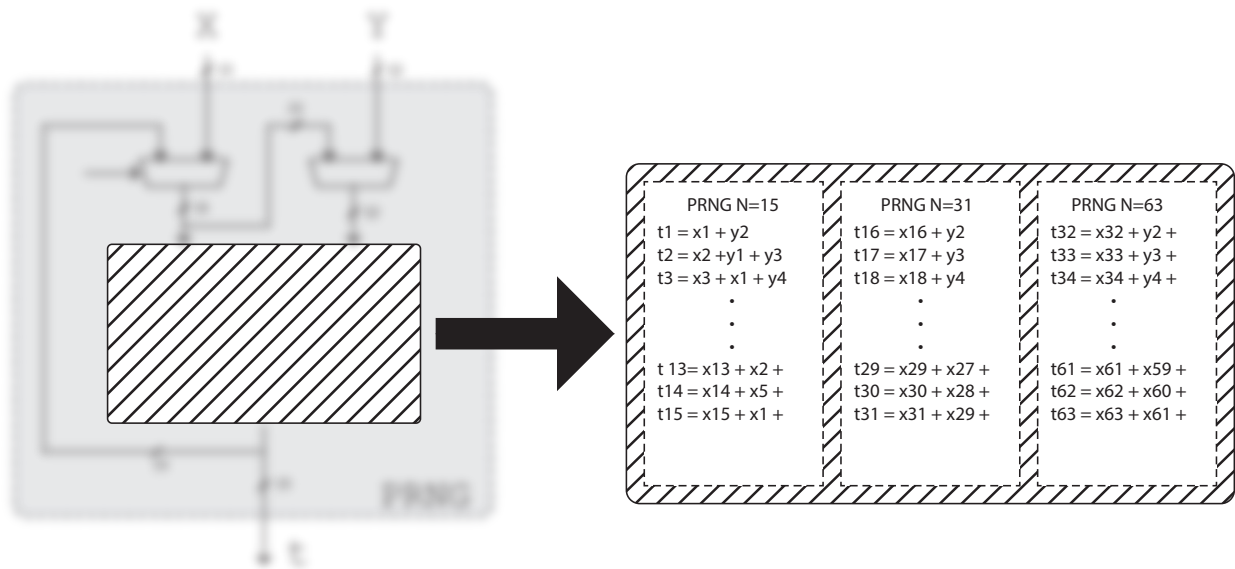 X
Y
PRNG
t
PRNG N=15
t1 = x1 + y2
t2 = x2 +y1 + y3
t3 = x3 + x1 + y4
t 13= x13 + x2 +
t14 = x14 + x5 +
t15 = x15 + x1 +
PRNG N=31
t16 = x16 + y2
t17 = x17 + y3
t18 = x18 + y4
t29 = x29 + x27 +
t30 = x30 + x28 +
t31 = x31 + x29 +
PRNG N=63
t32 = x32 + y2 +
t33 = x33 + y3 +
t34 = x34 + y4 +
t61 = x61 + x59 +
t62 = x62 + x60 +
t63 = x63 + x61 +